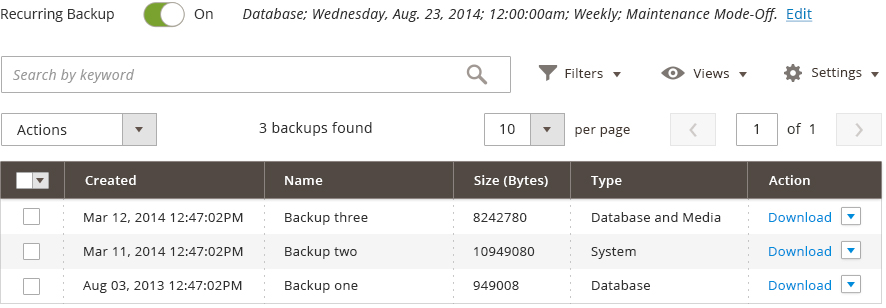 Recurring Backup On Database; Wednesday, Aug. 23, 2014; 12:00:00am; Weekly; Maintenance Mode-Off. Edit
Search by keyword Filters Views Settings
Actions 3 backups found 10 per page 1 of 1
Created Name Size (Bytes) Type Action
Mar 12, 2014 12:47:02PM Backup three 8242780 Database and Media Download
Mar 11, 2014 12:47:02PM Backup two 10949080 System Download
Aug 03, 2013 12:47:02PM Backup one 949008 Database Download